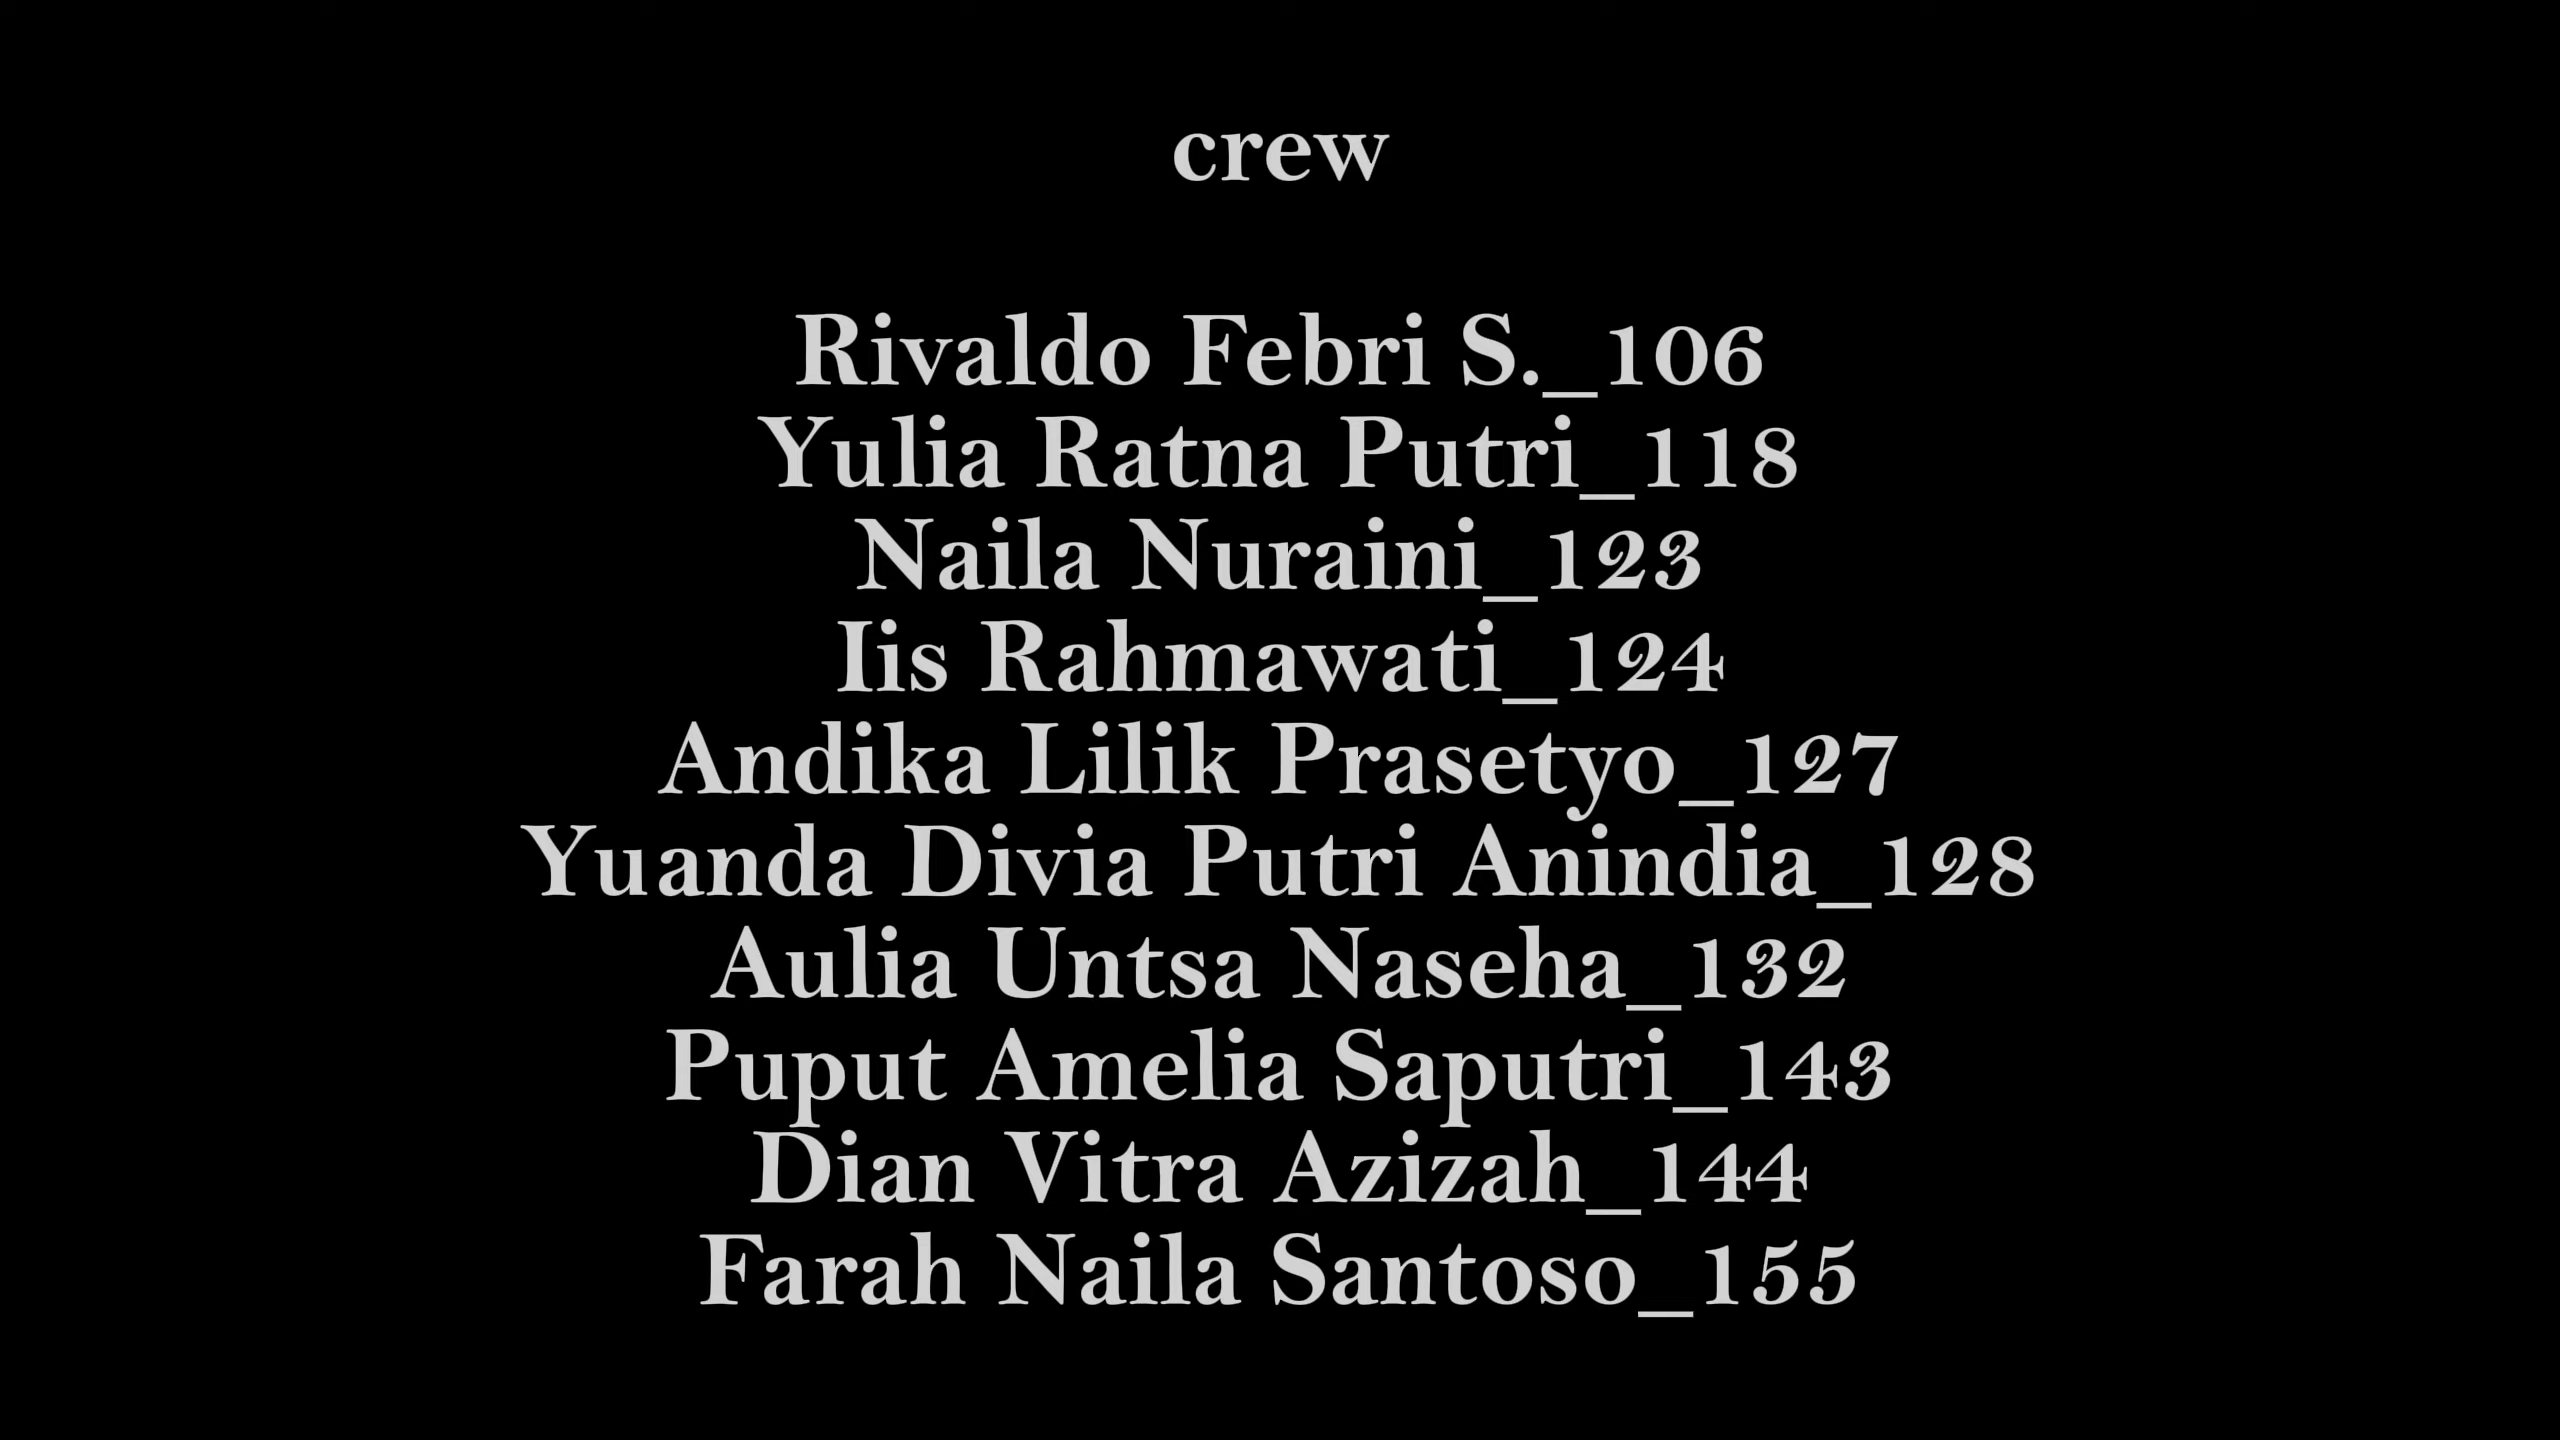 crew
Rivaldo Febri S._106
Yulia Ratna Putri_118
Naila Nuraini_123
Iis Rahmawati_124
Andika Lilik Prasetyo_127
Yuanda Divia Putri Anindia_128
Aulia Untsa Naseha_132
Puput Amelia Saputri_143
Dian Vitra Azizah_144
Farah Naila Santoso_155